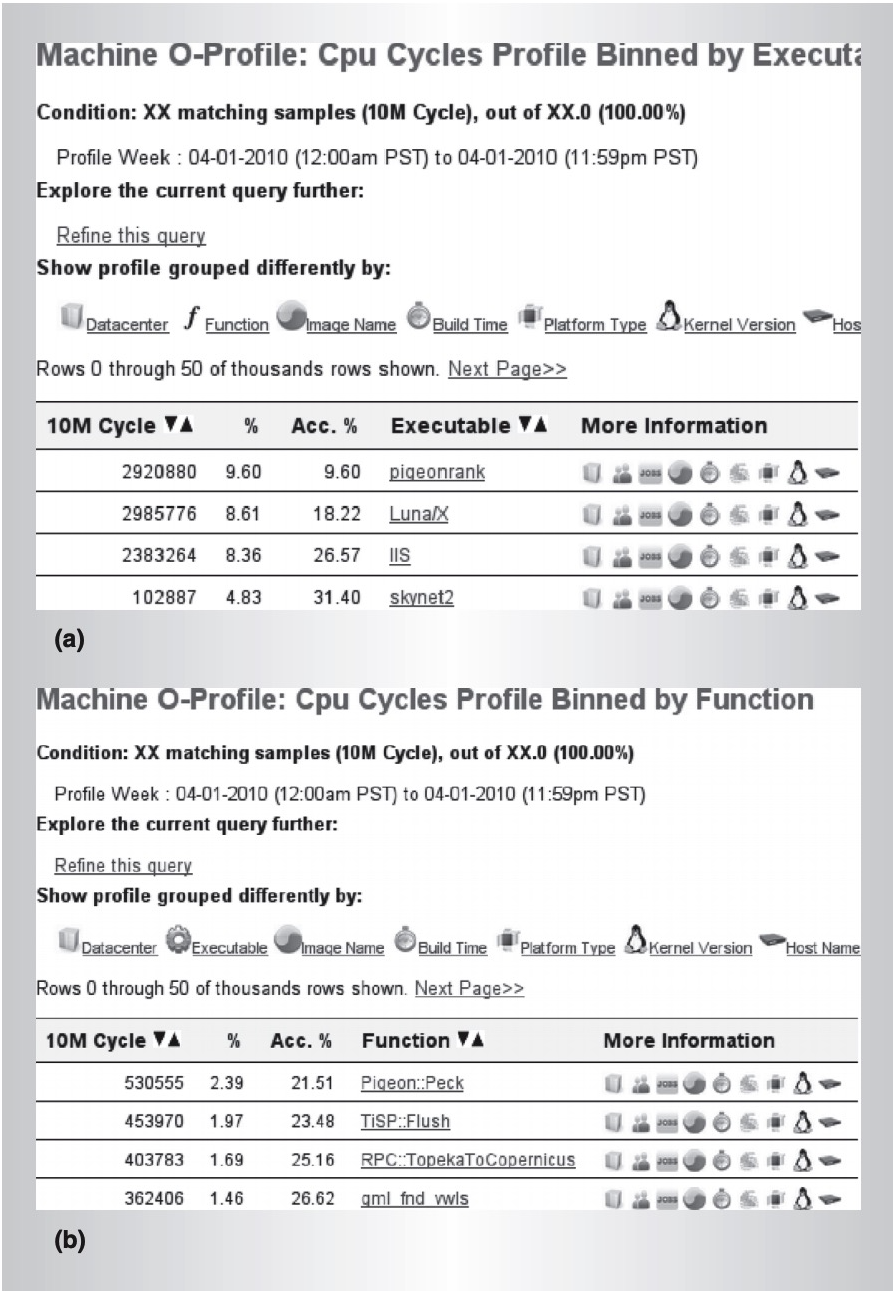 Machine O-Profile: Cpu Cycles Profile Binned by Executa
Condition: XX matching samples (10M Cycle), out of XX.0 (100.00%)
Profile Week : 04-01-2010 (12:00am PST) to 04-01-2010 (11:59pm PST)
Explore the current query further:
Refine this query
Show profile grouped differently by:
Datacenter f Function Image Name Build Time Platform Type Kernel Version Hos
Rows 0 through 50 of thousands rows shown. Next Page>>
10M Cycle ▼▲ % Acc. % Executable ▼▲ More Information
2920880 9.60 9.60 pigeonrank JOBS
2985776 8.61 18.22 Luna/X JOBS
2383264 8.36 26.57 IIS JOBS
102887 4.83 31.40 skynet2 JOBS
(a)
Machine O-Profile: Cpu Cycles Profile Binned by Function
Condition: XX matching samples (10M Cycle), out of XX.0 (100.00%)
Profile Week : 04-01-2010 (12:00am PST) to 04-01-2010 (11:59pm PST)
Explore the current query further:
Refine this query
Show profile grouped differently by:
Datacenter Executable Image Name Build Time Platform Type Kernel Version Host Name
Rows 0 through 50 of thousands rows shown. Next Page>>
10M Cycle ▼▲ % Acc. % Function ▼▲ More Information
530555 2.39 21.51 Pigeon::Peck JOBS
453970 1.97 23.48 TiSP::Flush JOBS
403783 1.69 25.16 RPC::TopekaToCopernicus JOBS
362406 1.46 26.62 gml_fnd_vwls JOBS
(b)